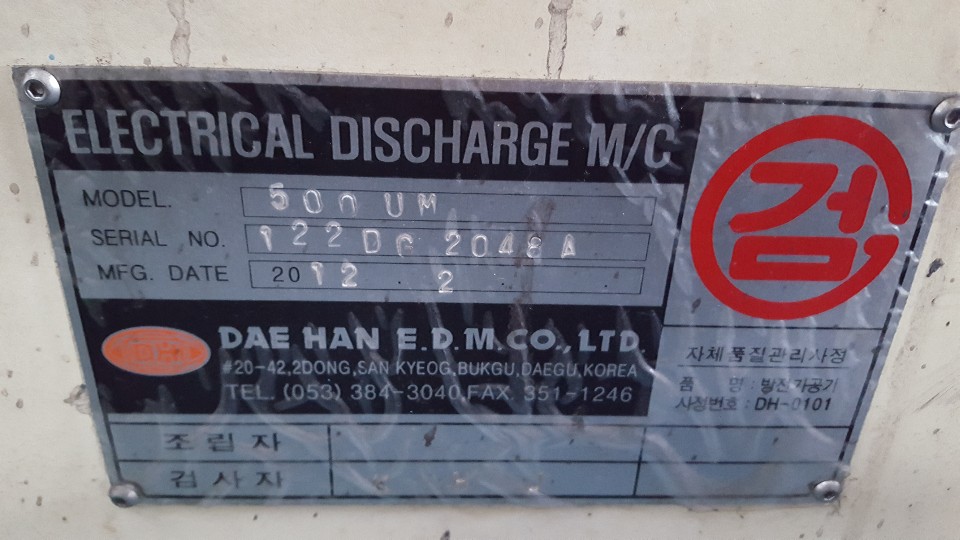 ELECTRICAL DISCHARGE M/C
MODEL. 500 UM
SERIAL NO. 122DG 2048A
MFG. DATE 2012 2
검
DAE HAN E.D.M.CO.,LTD
#20-42,2DONG,SAN KYEOG,BUKGU,DAEGU,KOREA
TEL. (053) 384-3040,FAX. 351-1246
자체품질관리사정
품 명 : 방전가공기
사정번호 : DH-0101
조립자
검사자